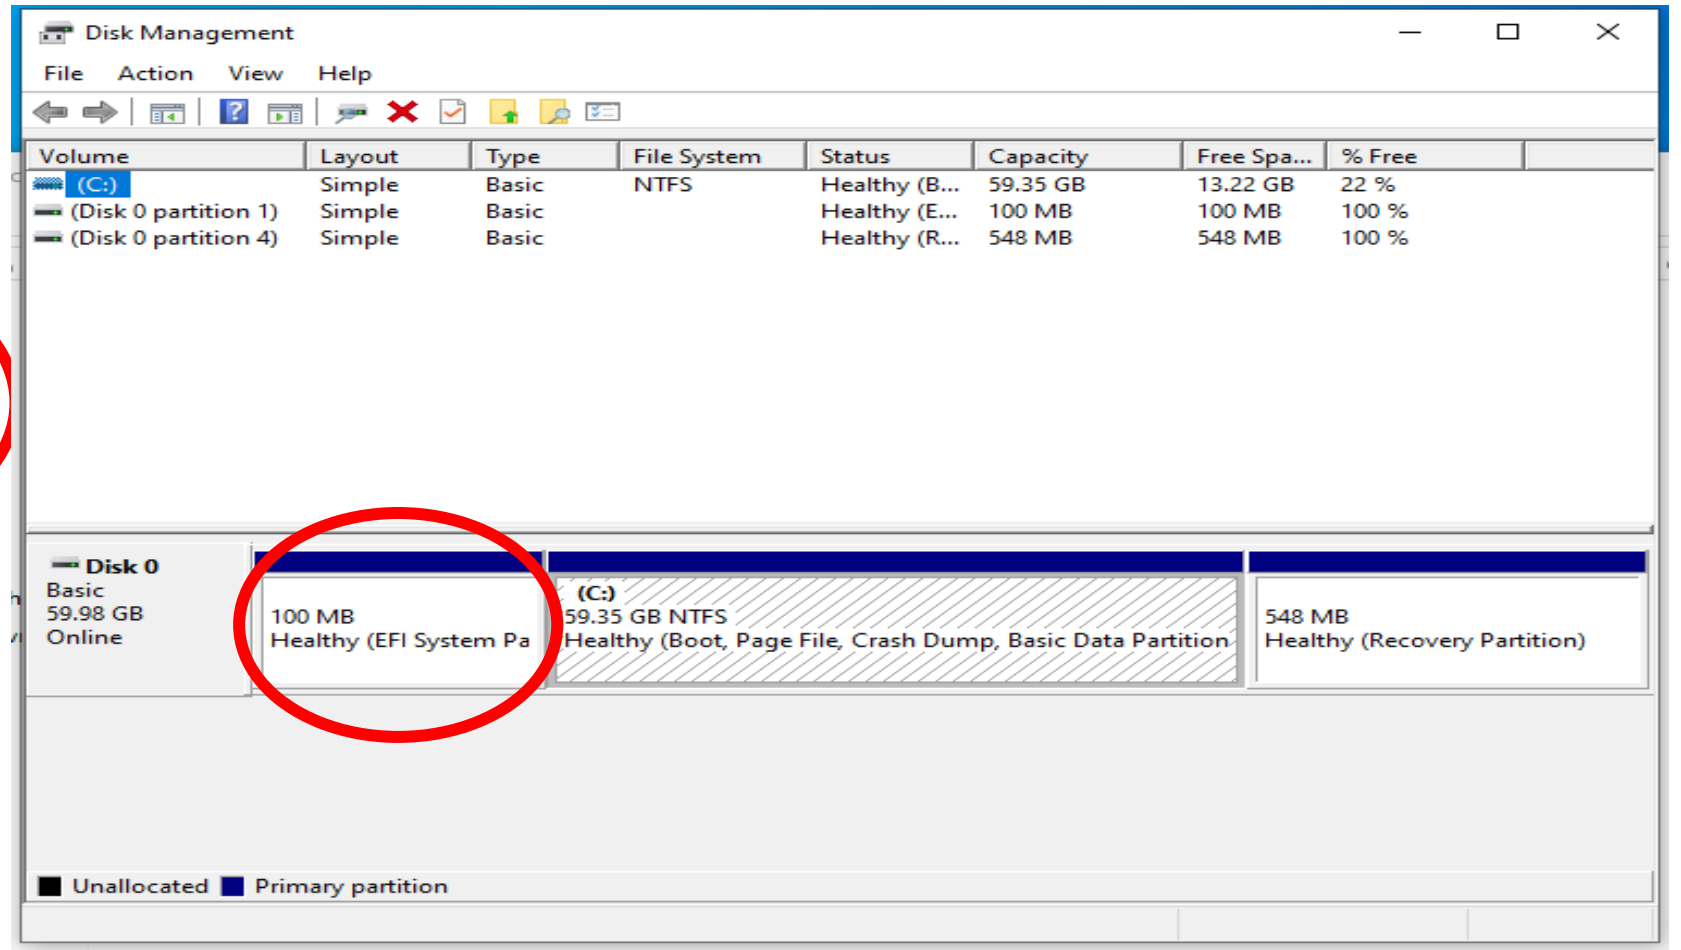 Disk Management
File Action View Help
Volume Layout Type File System Status Capacity Free Spa... % Free
(C:) Simple Basic NTFS Healthy (B... 59.35 GB 13.22 GB 22 %
(Disk 0 partition 1) Simple Basic Healthy (E... 100 MB 100 MB 100 %
(Disk 0 partition 4) Simple Basic Healthy (R... 548 MB 548 MB 100 %
Disk 0
Basic
59.98 GB
Online
100 MB
Healthy (EFI System Pa
(C:)
59.35 GB NTFS
Healthy (Boot, Page File, Crash Dump, Basic Data Partition
548 MB
Healthy (Recovery Partition)
Unallocated Primary partition